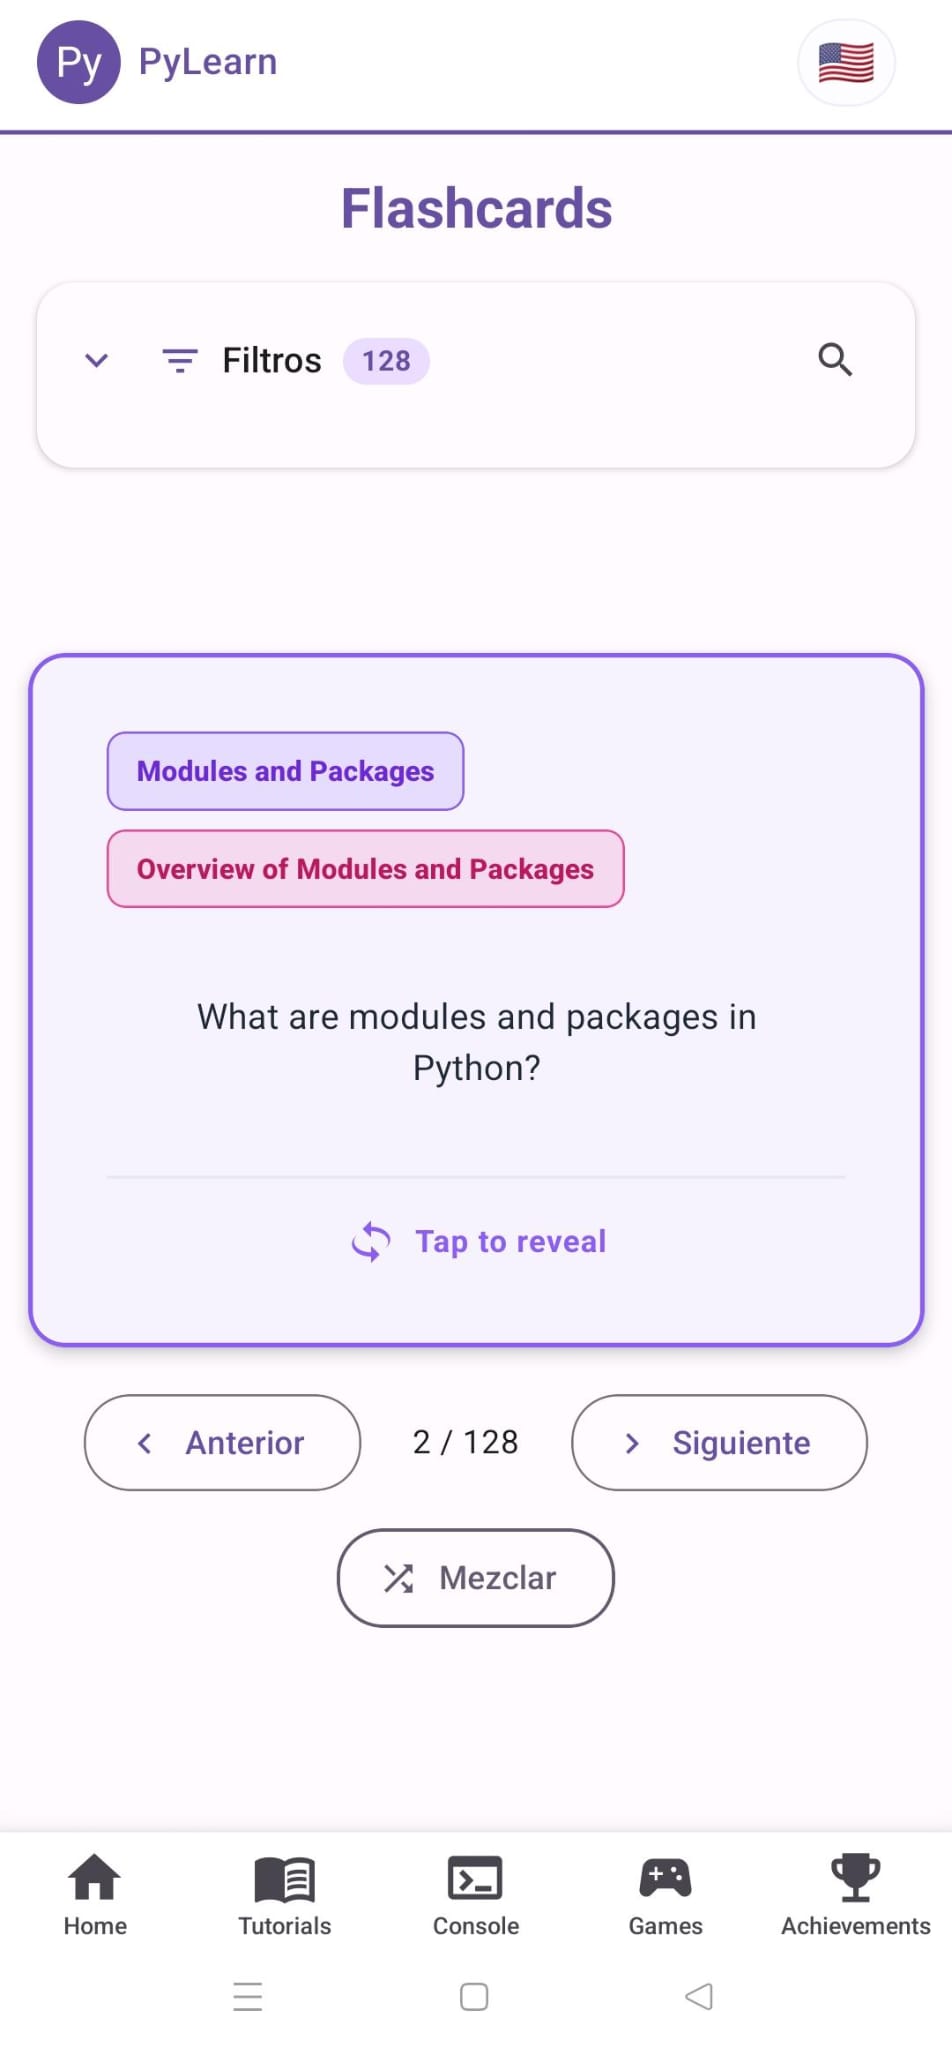 Py PyLearn
Flashcards
Filtros 128
Modules and Packages
Overview of Modules and Packages
What are modules and packages in
Python?
Tap to reveal
Anterior 2 / 128 Siguiente
Mezclar
Home Tutorials Console Games Achievements